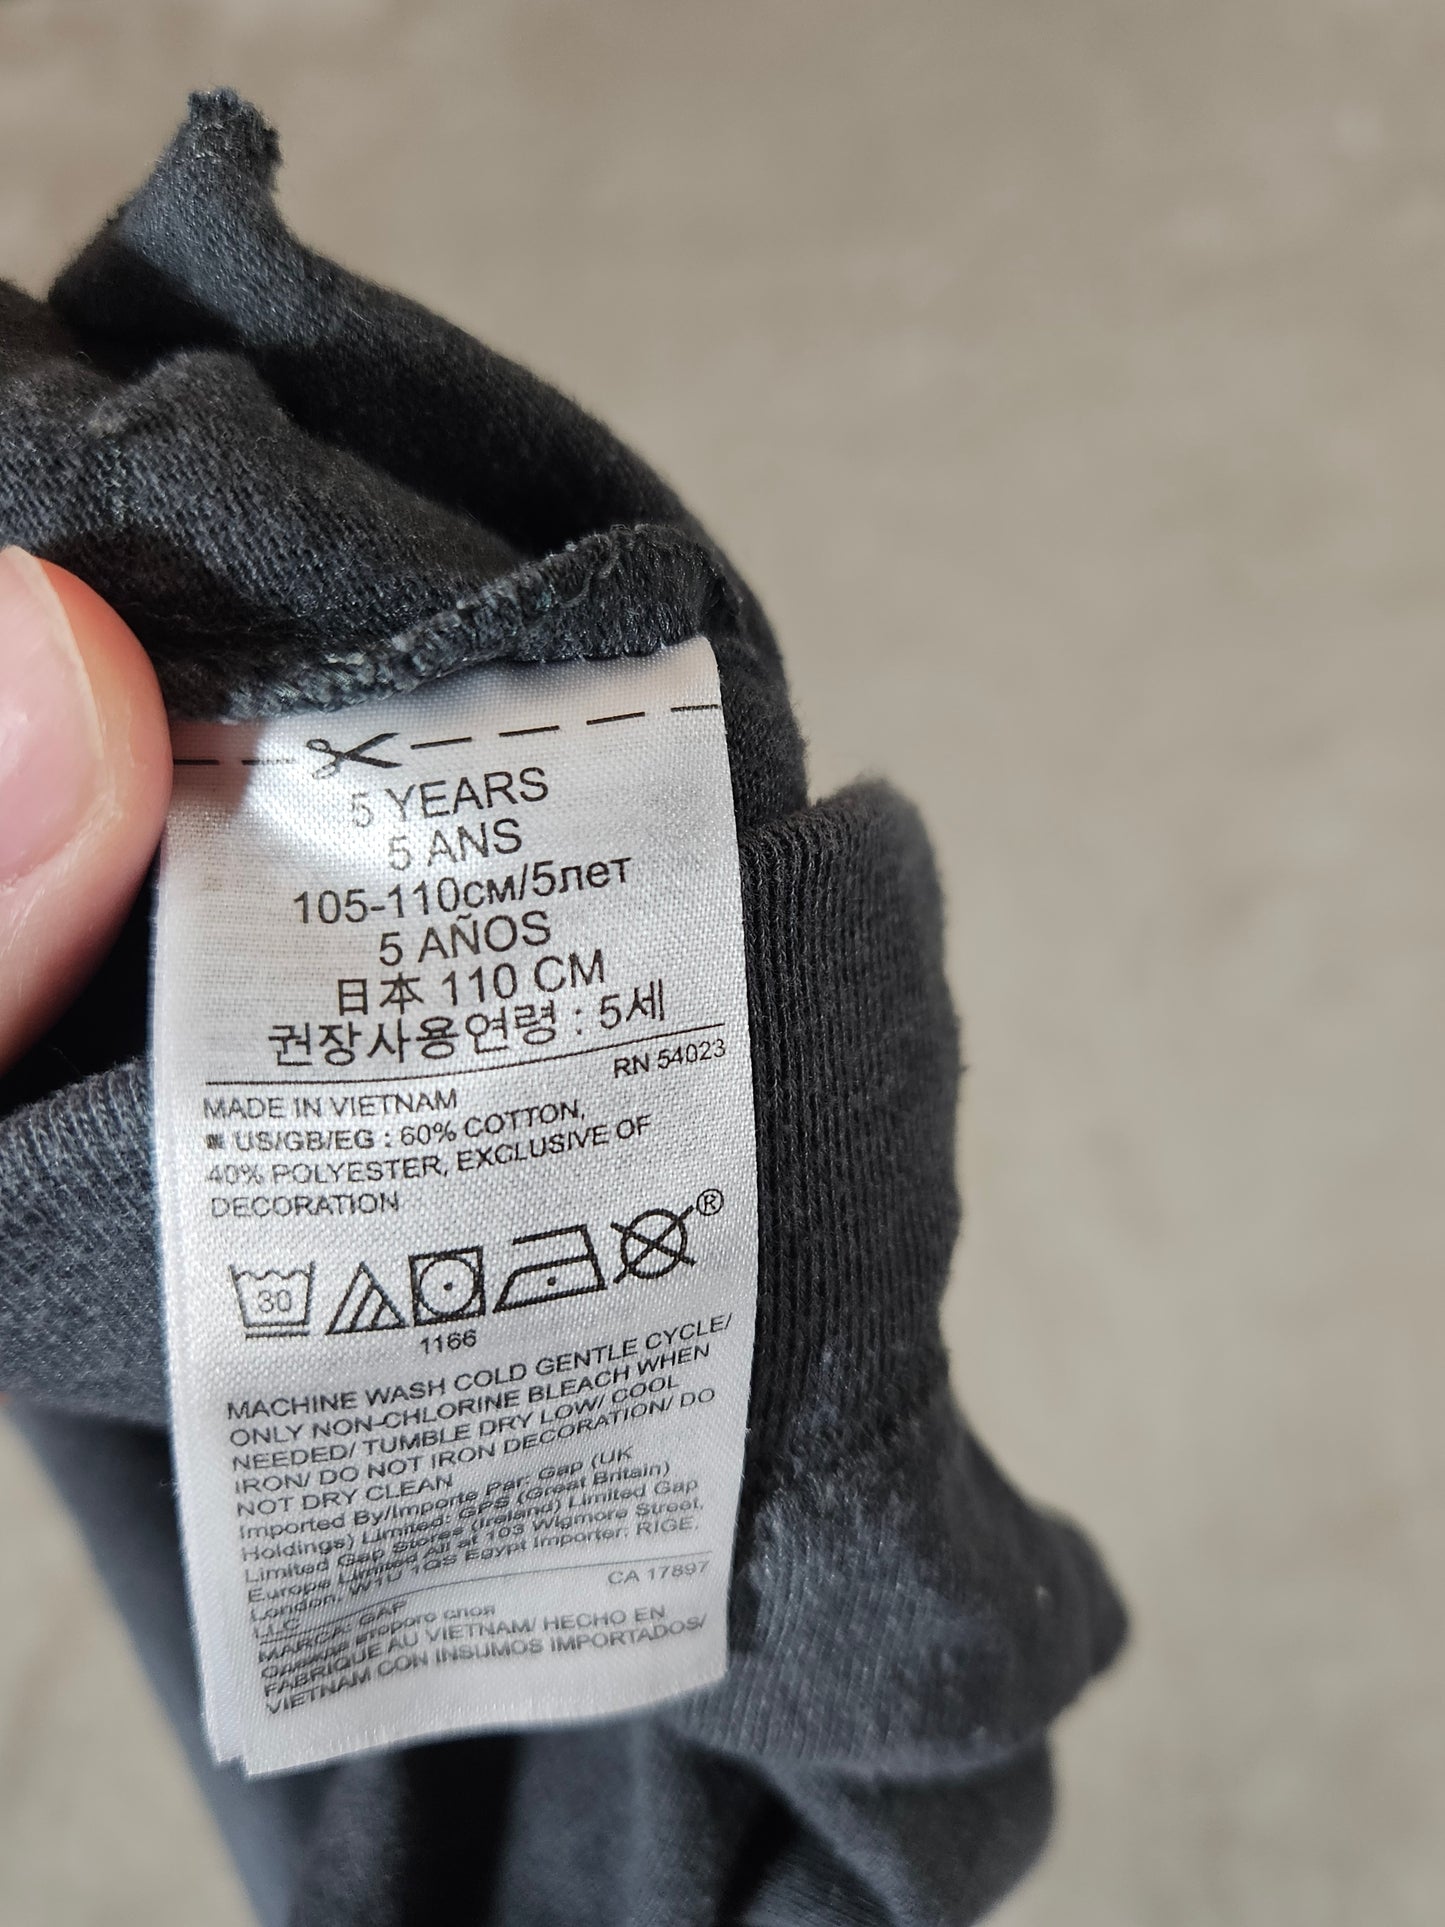 5 YEARS
5 ANS
105-110см/5лет
5 AÑOS
日本 110 CM
권장사용연령 : 5세
RN 54023
MADE IN VIETNAM
US/GB/EG : 60% COTTON,
40% POLYESTER, EXCLUSIVE OF
DECORATION
30
®
1166
MACHINE WASH COLD GENTLE CYCLE/
ONLY NON-CHLORINE BLEACH WHEN
NEEDED/ TUMBLE DRY LOW/ COOL
IRON/ DO NOT IRON DECORATION/ DO
NOT DRY CLEAN
Imported By/Importe Par: Gap (UK
Holdings) Limited: GPS (Great Britain)
Limited Gap Stores (Ireland) Limited Gap
Europe Limited All at 103 Wigmore Street,
London, W1U 1QS Egypt Importer: RIGE,
LLC
CA 17897
MARCA: GAP
Одежда второго слоя
FABRIQUÉ AU VIETNAM/ HECHO EN
VIETNAM CON INSUMOS IMPORTADOS/